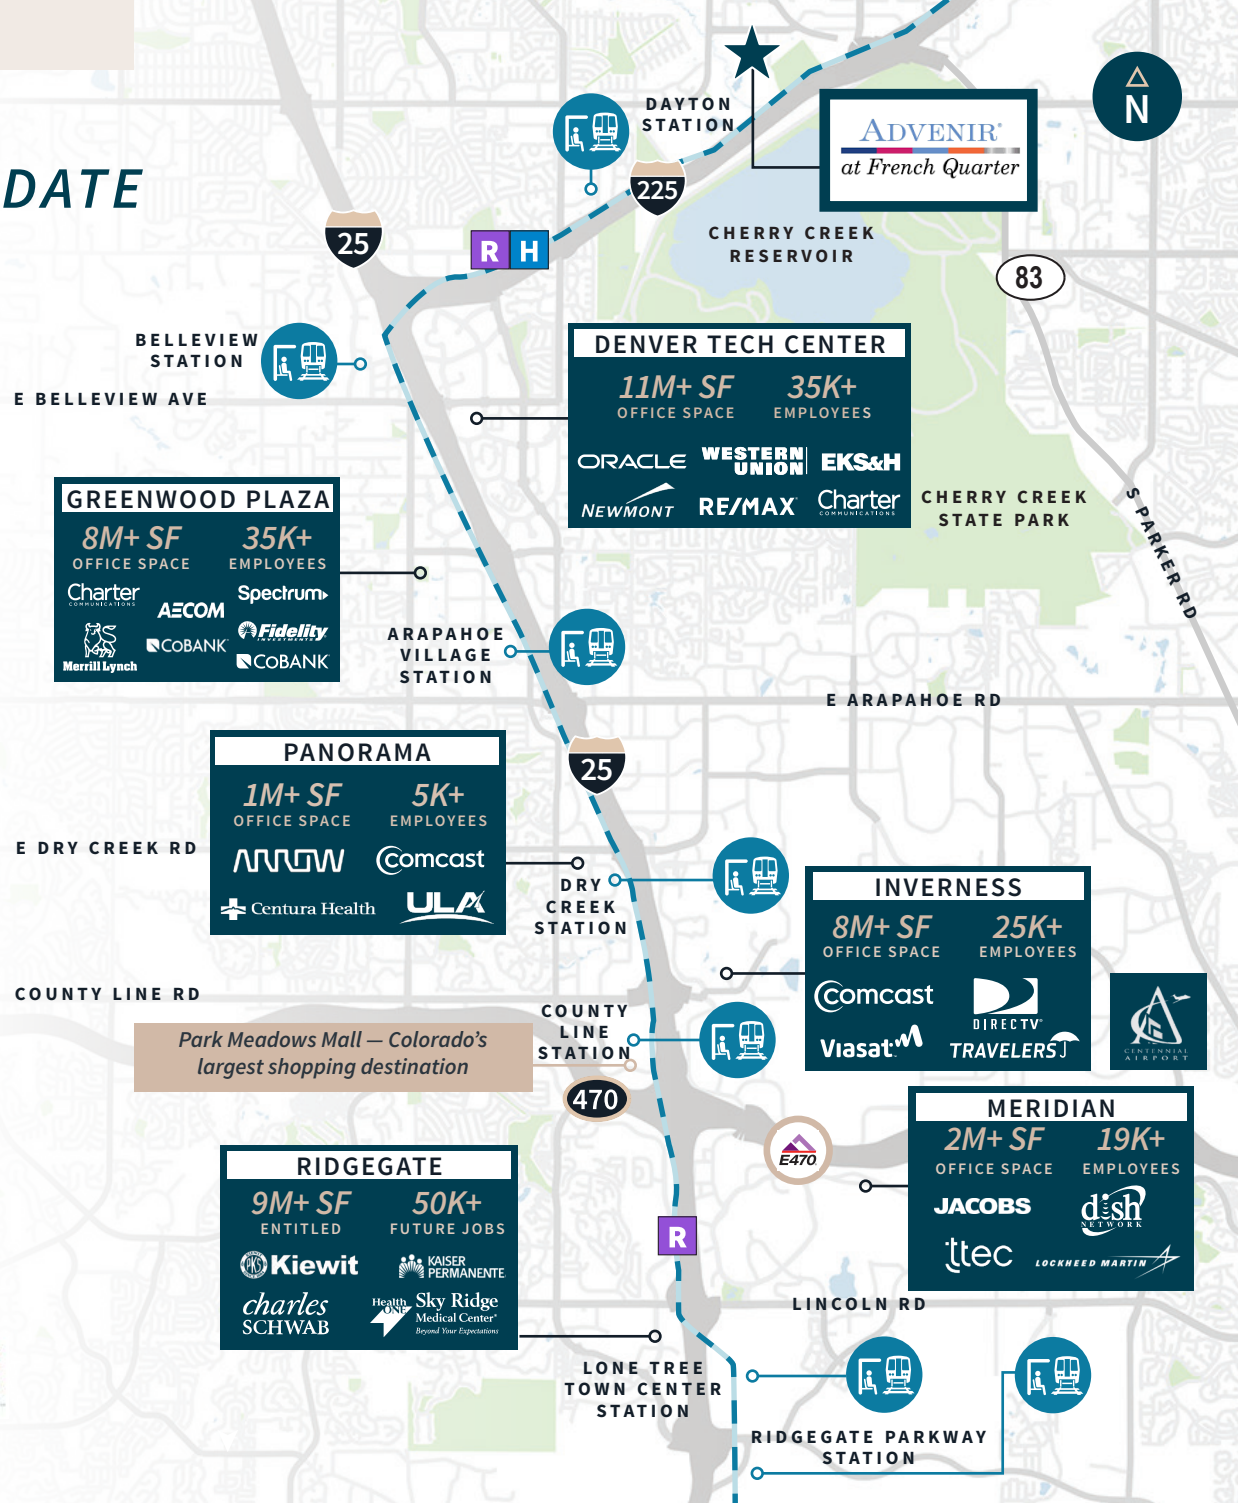 DATE
DAYTON
STATION
ADVENIR®
at French Quarter
N
225
25
R H
CHERRY CREEK
RESERVOIR
83
BELLEVIEW
STATION
E BELLEVIEW AVE
DENVER TECH CENTER
11M+ SF
OFFICE SPACE
35K+
EMPLOYEES
ORACLE
WESTERN
UNION
EKS&H
NEWMONT
RE/MAX
Charter
COMMUNICATIONS
CHERRY CREEK
STATE PARK
S PARKER RD
GREENWOOD PLAZA
8M+ SF
OFFICE SPACE
35K+
EMPLOYEES
Charter
COMMUNICATIONS
AECOM
Spectrum
Merrill Lynch
COBANK
Fidelity
INVESTMENTS
COBANK
ARAPAHOE
VILLAGE
STATION
E ARAPAHOE RD
PANORAMA
1M+ SF
OFFICE SPACE
5K+
EMPLOYEES
ARROW
comcast
Centura Health
ULA
25
E DRY CREEK RD
DRY
CREEK
STATION
INVERNESS
8M+ SF
OFFICE SPACE
25K+
EMPLOYEES
comcast
DIRECTV
Viasat
TRAVELERS
CENTENNIAL
AIRPORT
COUNTY LINE RD
COUNTY
LINE
STATION
Park Meadows Mall — Colorado's
largest shopping destination
470
E470
MERIDIAN
2M+ SF
OFFICE SPACE
19K+
EMPLOYEES
JACOBS
dish
NETWORK
ttec
LOCKHEED MARTIN
RIDGEGATE
9M+ SF
ENTITLED
50K+
FUTURE JOBS
PKS
Kiewit
KAISER
PERMANENTE
charles
SCHWAB
Health
ONE
Sky Ridge
Medical Center
Beyond Your Expectations
R
LINCOLN RD
LONE TREE
TOWN CENTER
STATION
RIDGEGATE PARKWAY
STATION